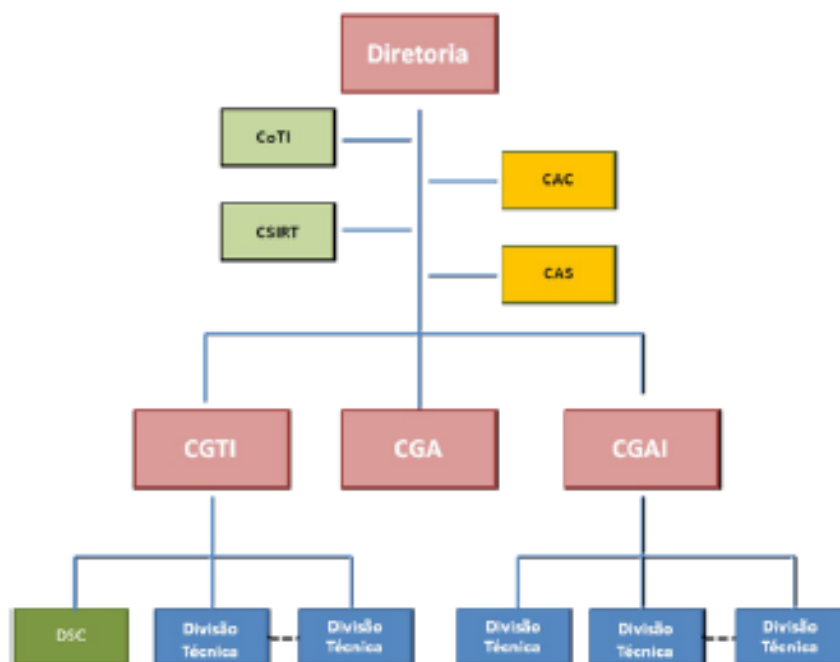 Diretoria
CoTI
CAC
CSIRT
CAS
CGTI
CGA
CGAI
DSC
Divisão
Técnica
Divisão
Técnica
Divisão
Técnica
Divisão
Técnica
Divisão
Técnica